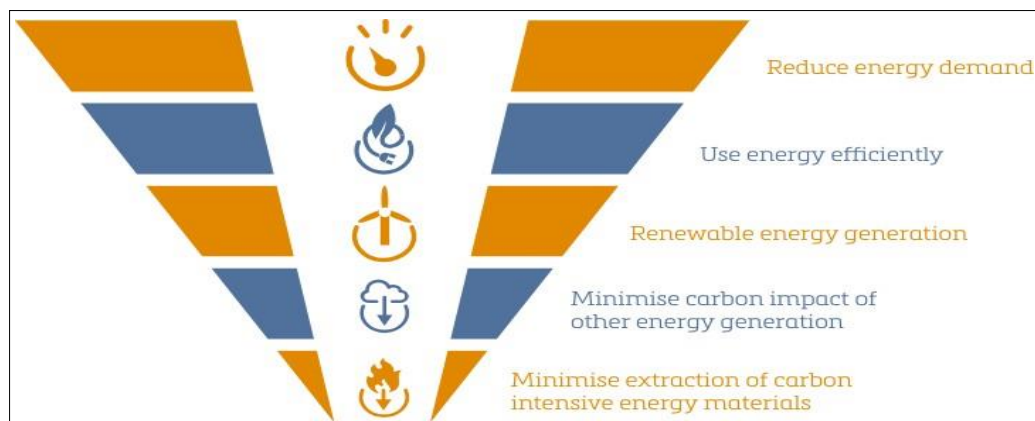 Reduce energy demand
Use energy efficiently
Renewable energy generation
Minimise carbon impact of
other energy generation
Minimise extraction of carbon
intensive energy materials